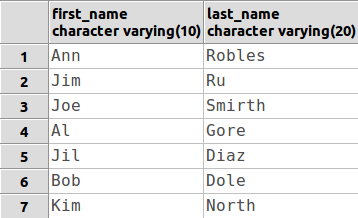 first_name last_name
character varying(10) character varying(20)
1 Ann Robles
2 Jim Ru
3 Joe Smirth
4 Al Gore
5 Jil Diaz
6 Bob Dole
7 Kim North